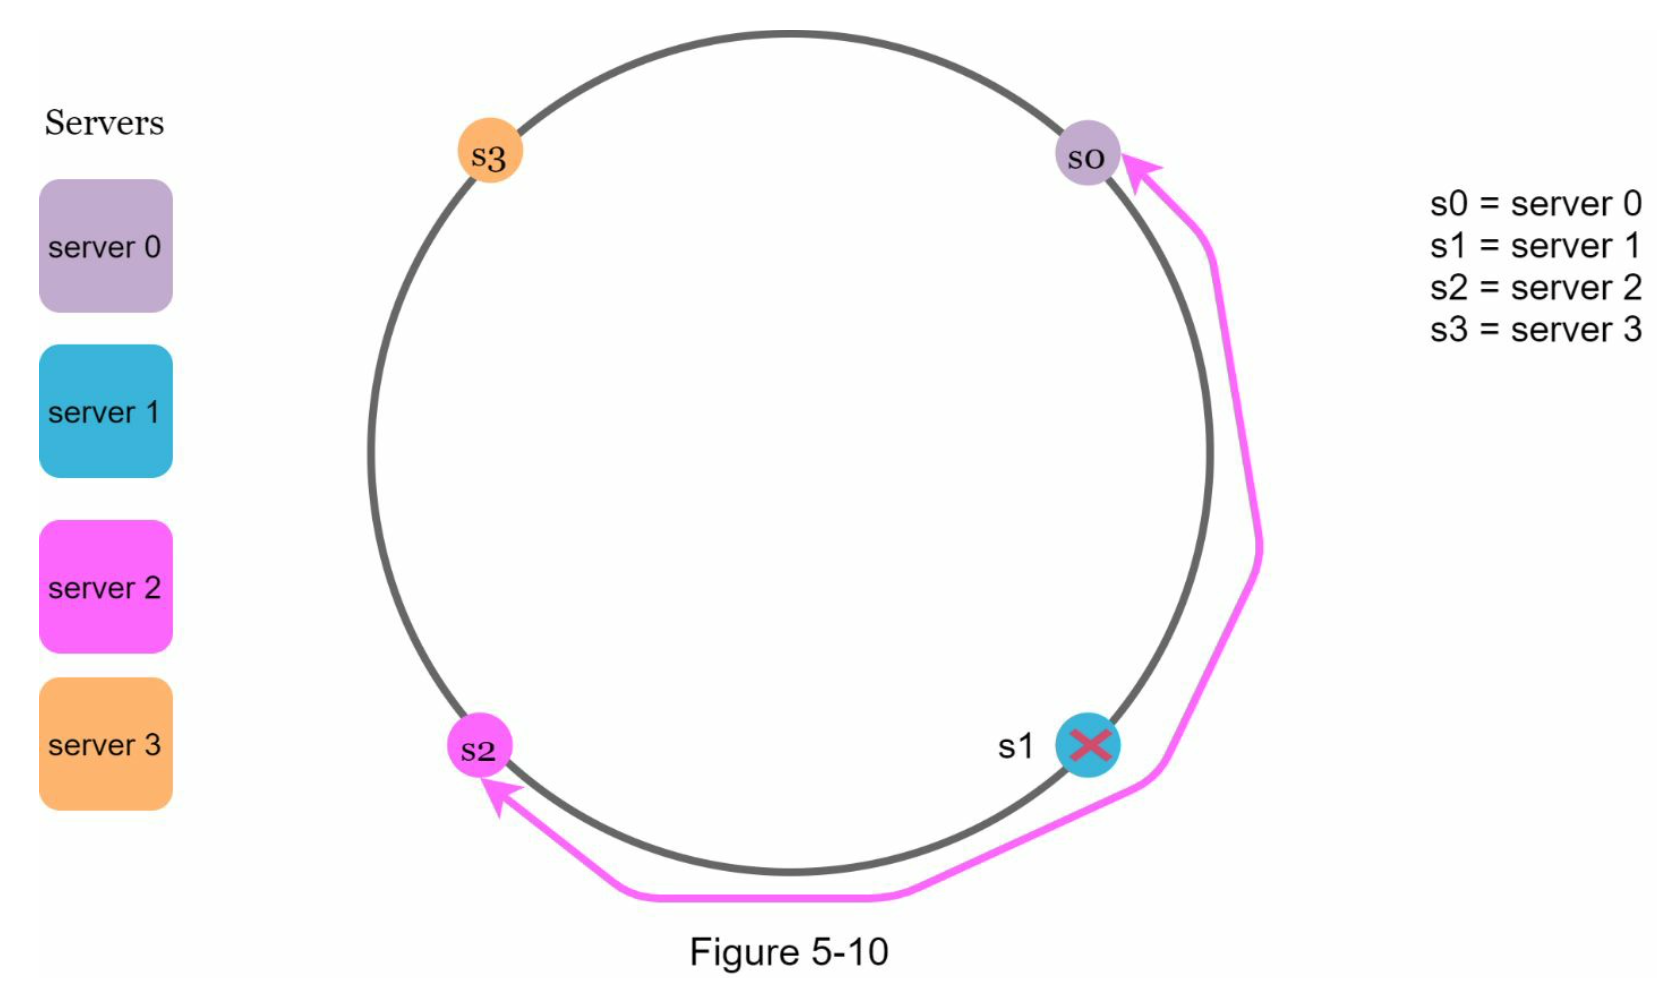 Servers
server 0
server 1
server 2
server 3
s3
s0
s2
s1
s0 = server 0
s1 = server 1
s2 = server 2
s3 = server 3
Figure 5-10